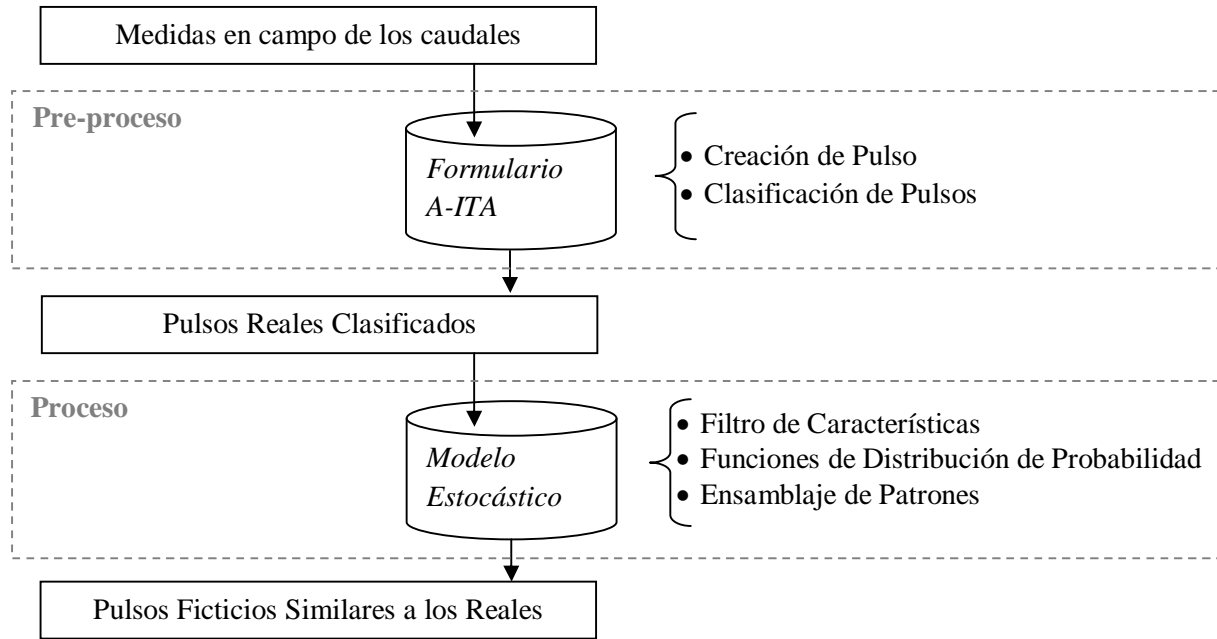 Medidas en campo de los caudales
Pre-proceso
Formulario
A-ITA
• Creación de Pulso
• Clasificación de Pulsos
Pulsos Reales Clasificados
Proceso
Modelo
Estocástico
• Filtro de Características
• Funciones de Distribución de Probabilidad
• Ensamblaje de Patrones
Pulsos Ficticios Similares a los Reales